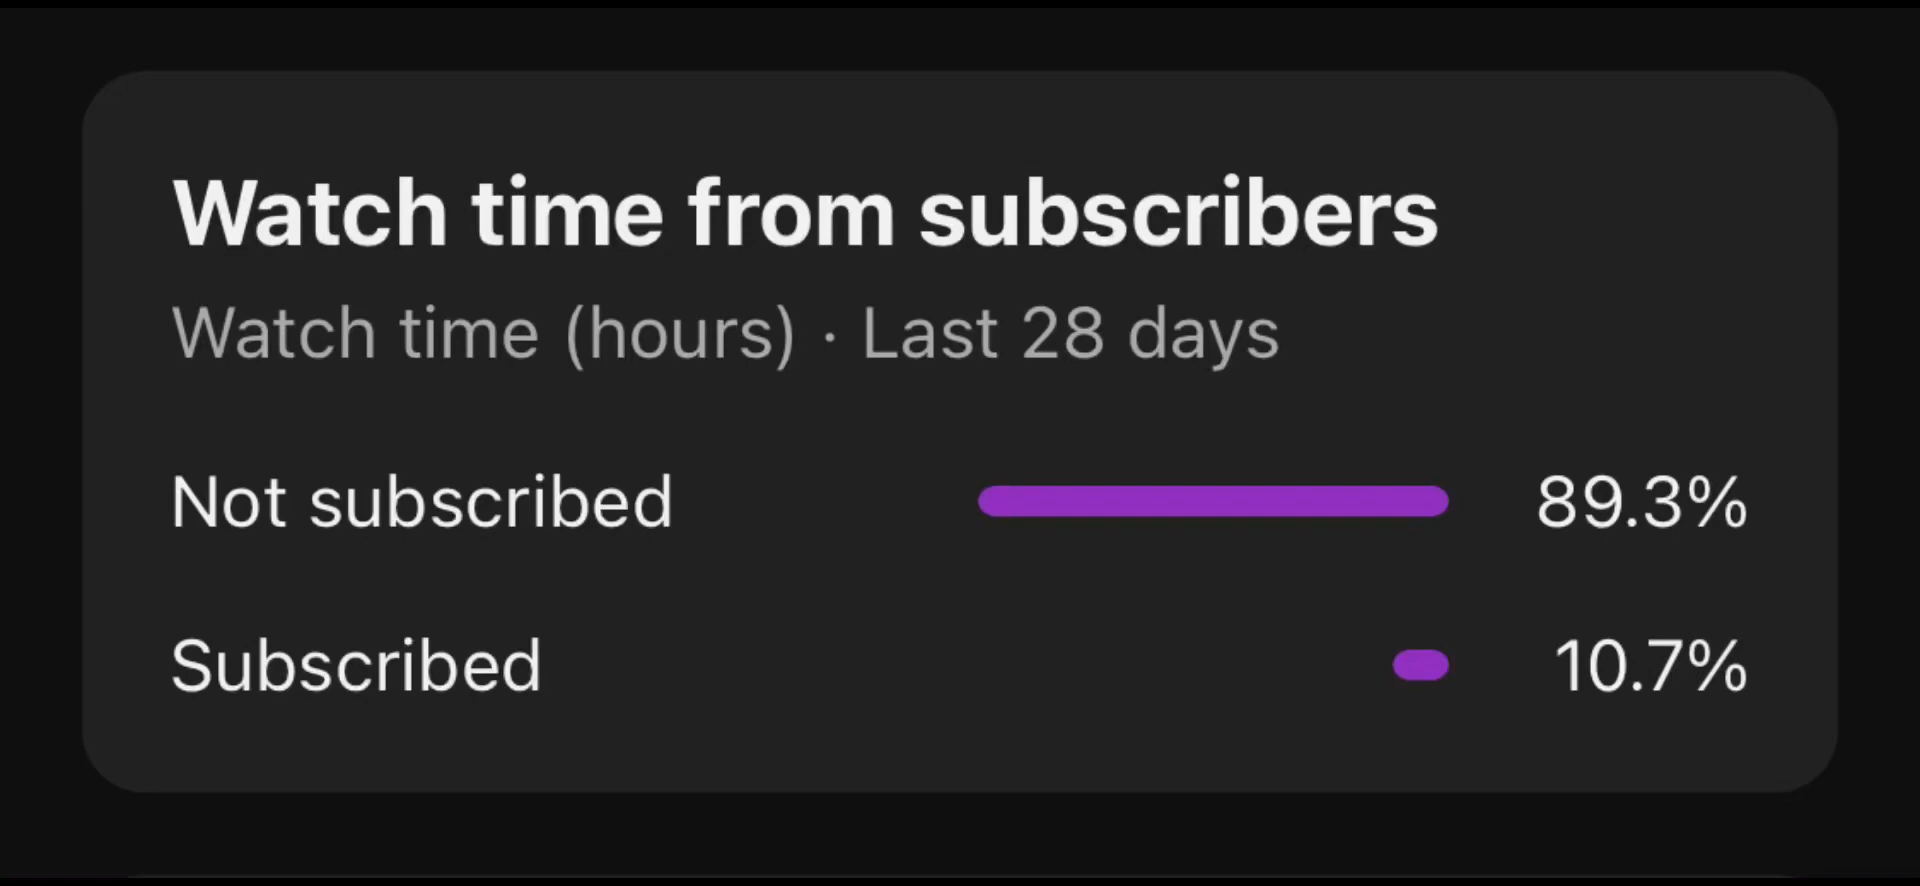 Watch time from subscribers
Watch time (hours) · Last 28 days
Not subscribed 89.3%
Subscribed 10.7%